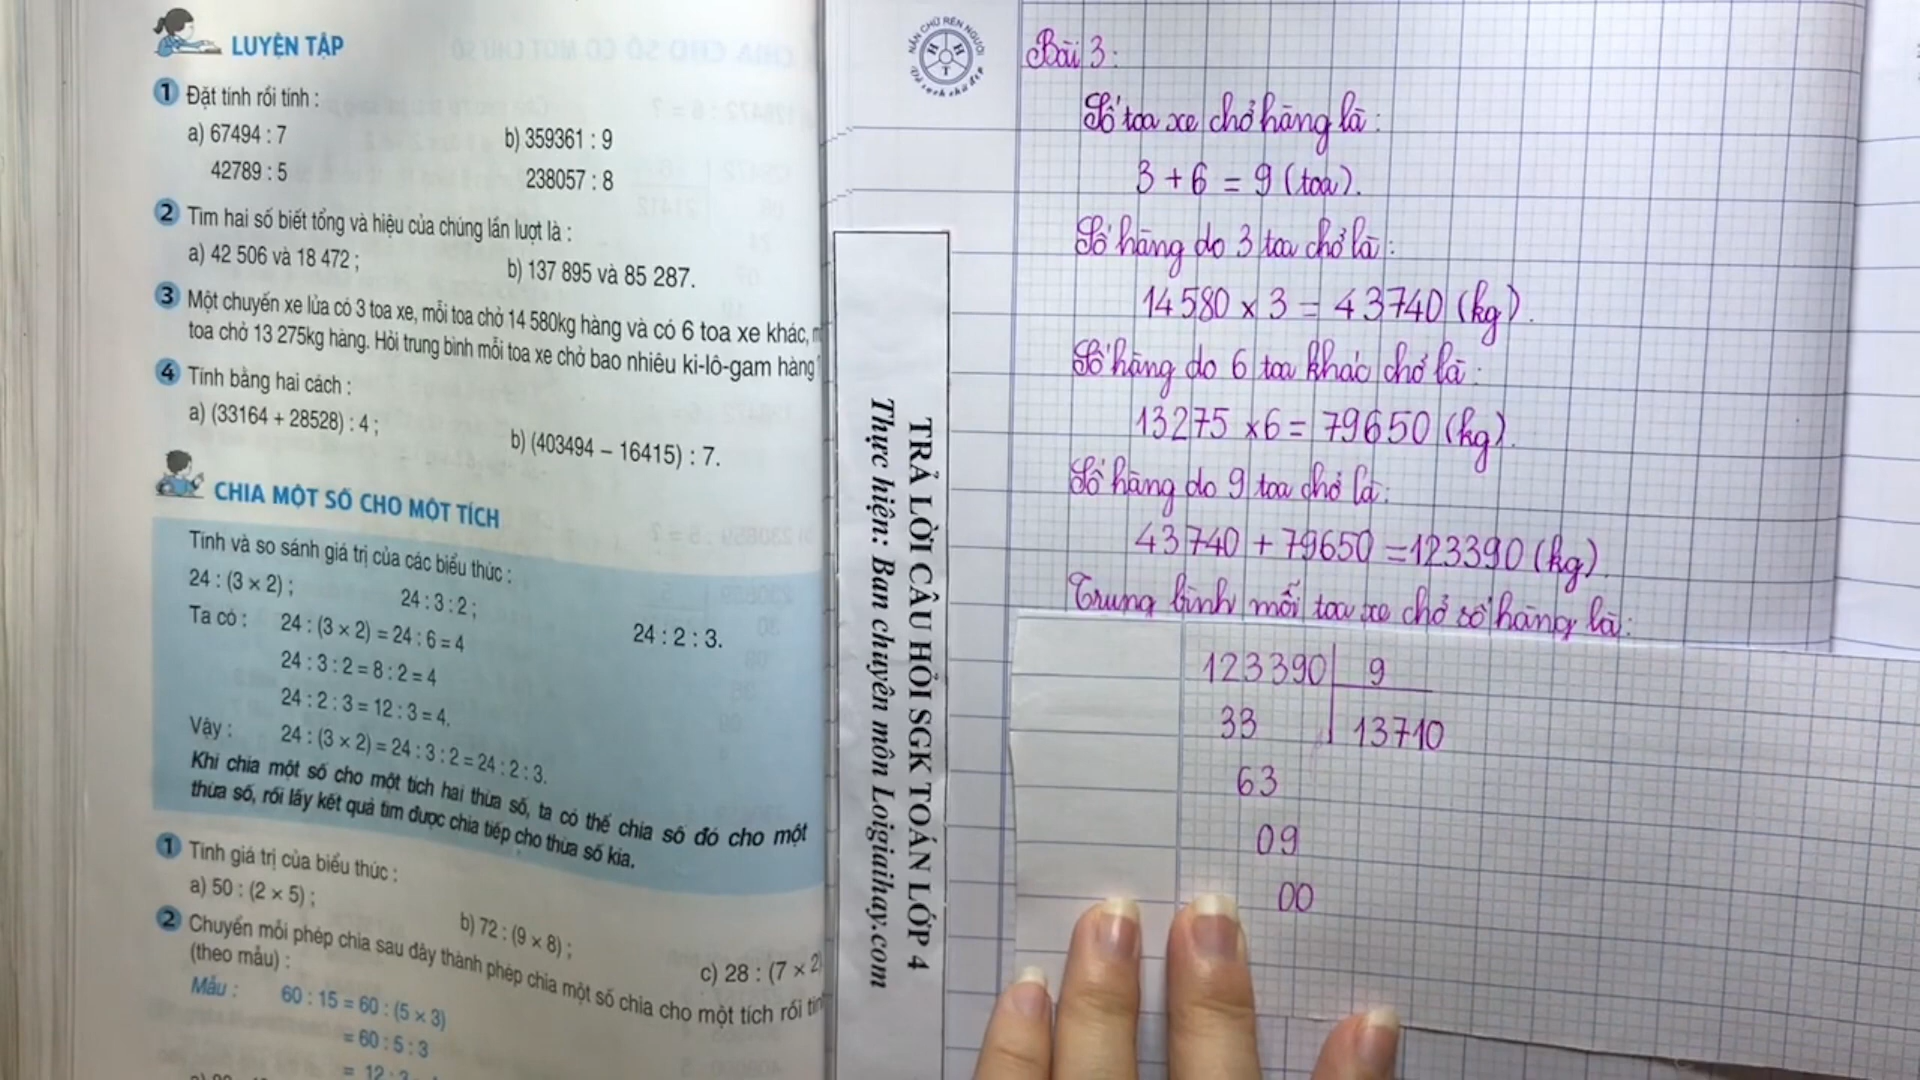 LUYỆN TẬP
1 Đặt tính rồi tính :
a) 67494 : 7
b) 359361 : 9
42789 : 5
238057 : 8
2 Tìm hai số biết tổng và hiệu của chúng lần lượt là :
a) 42 506 và 18 472 ;
b) 137 895 và 85 287.
3 Một chuyến xe lửa có 3 toa xe, mỗi toa chở 14 580kg hàng và có 6 toa xe khác,
toa chở 13 275kg hàng. Hỏi trung bình mỗi toa xe chở bao nhiêu ki-lô-gam hàng
4 Tính bằng hai cách :
a) (33164 + 28528) : 4 ;
b) (403494 – 16415) : 7.
CHIA MỘT SỐ CHO MỘT TÍCH
Tính và so sánh giá trị của các biểu thức :
24 : (3 × 2) ;
24 : 3 : 2 ;
24 : 2 : 3.
Ta có : 24 : (3 × 2) = 24 : 6 = 4
24 : 3 : 2 = 8 : 2 = 4
24 : 2 : 3 = 12 : 3 = 4.
Vậy : 24 : (3 × 2) = 24 : 3 : 2 = 24 : 2 : 3.
Khi chia một số cho một tích hai thừa số, ta có thể chia số đó cho một
thừa số, rồi lấy kết quả tìm được chia tiếp cho thừa số kia.
1 Tính giá trị của biểu thức :
a) 50 : (2 × 5) ;
b) 72 : (9 × 8) ;
c) 28 : (7 × 2)
2 Chuyển mỗi phép chia sau đây thành phép chia một số chia cho một tích rồi tín
(theo mẫu) :
Mẫu : 60 : 15 = 60 : (5 × 3)
= 60 : 5 : 3
= 12 : 3
TRẢ LỜI CÂU HỎI SGK TOÁN LỚP 4
Thực hiện: Ban chuyên môn Loigiaihay.com
NẮN CHỮ RÈN NGƯỜI
H H
T
Vở sạch chữ đẹp
Bài 3:
Số toa xe chở hàng là:
3 + 6 = 9 (toa).
Số hàng do 3 toa chở là:
14580 × 3 = 43740 (kg).
Số hàng do 6 toa khác chở là:
13275 × 6 = 79650 (kg).
Số hàng do 9 toa chở là:
43740 + 79650 = 123390 (kg).
Trung bình mỗi toa xe chở số hàng là:
123390 9
33 13710
63
09
00